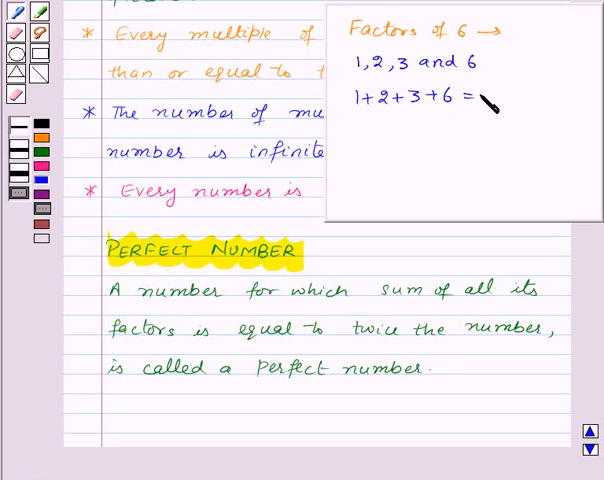 * Every multiple of
than or equal to
* The number of mu
number is infinite
* Every number is
Factors of 6 →
1, 2, 3 and 6
1 + 2 + 3 + 6 =
PERFECT NUMBER
A number for which sum of all its
factors is equal to twice the number,
is called a perfect number.